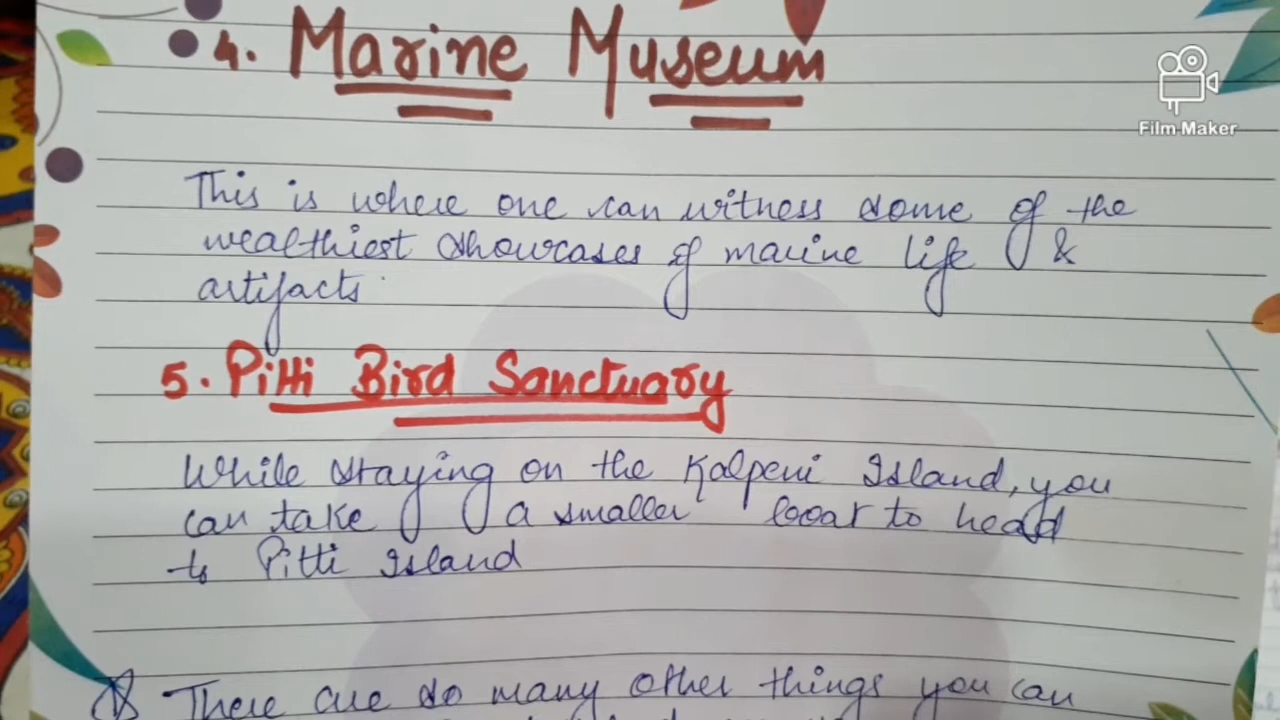 4. Marine Museum
Film Maker
This is where one can witness some of the
wealthiest showcases of marine life &
artifacts
5. Pitti Bird Sanctuary
While staying on the Kalpeni Island, you
can take a smaller boat to head
to Pitti Island
There are so many other things you can